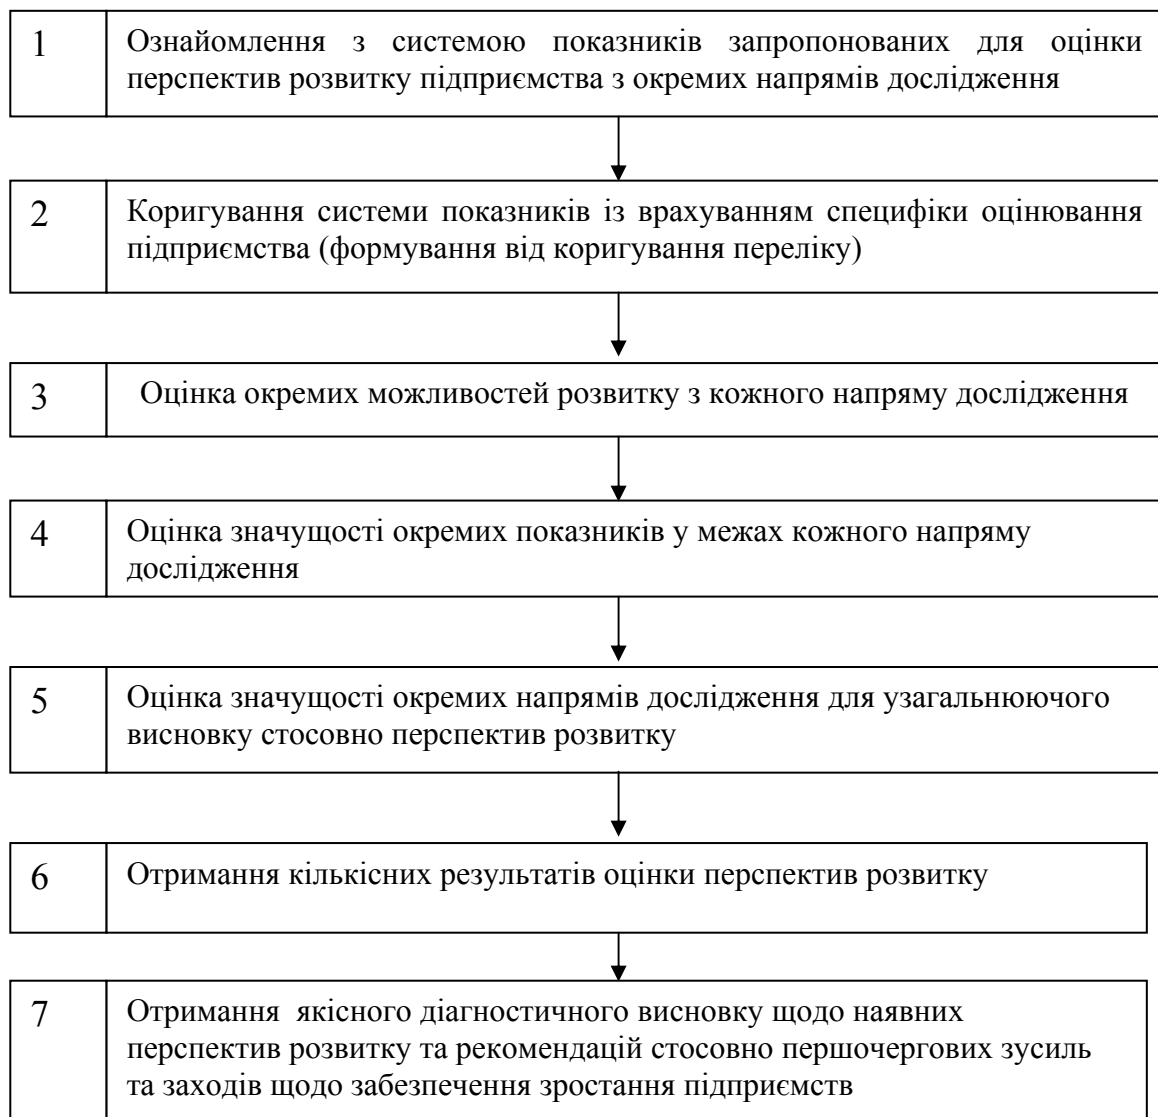 1
Ознайомлення з системою показників запропонованих для оцінки
перспектив розвитку підприємства з окремих напрямів дослідження
2
Коригування системи показників із врахуванням специфіки оцінювання
підприємства (формування від коригування переліку)
3
Оцінка окремих можливостей розвитку з кожного напряму дослідження
4
Оцінка значущості окремих показників у межах кожного напряму
дослідження
5
Оцінка значущості окремих напрямів дослідження для узагальнюючого
висновку стосовно перспектив розвитку
6
Отримання кількісних результатів оцінки перспектив розвитку
7
Отримання якісного діагностичного висновку щодо наявних
перспектив розвитку та рекомендацій стосовно першочергових зусиль
та заходів щодо забезпечення зростання підприємств